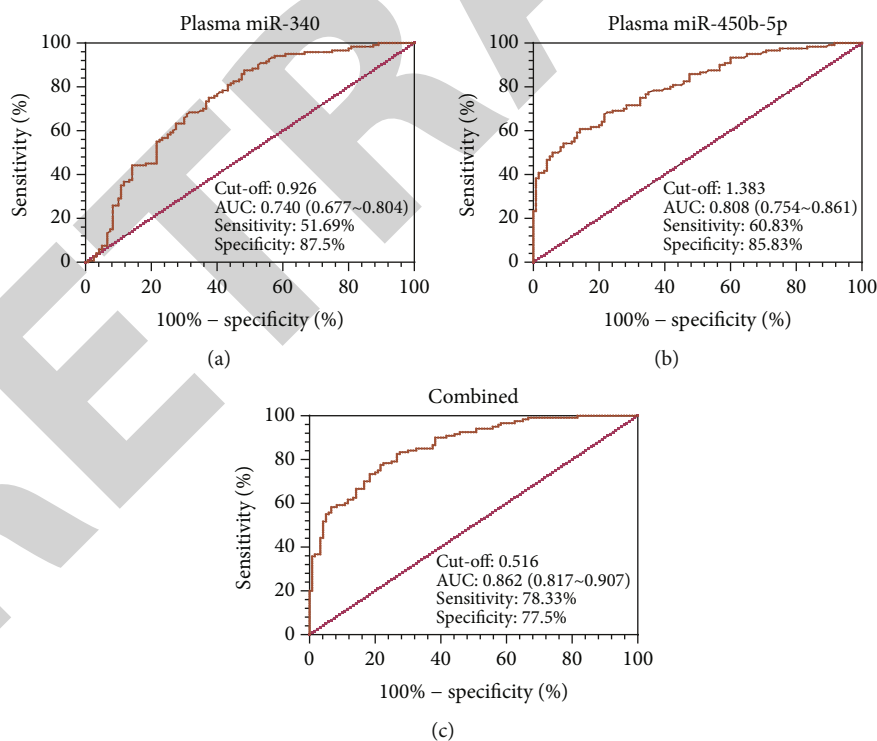 Plasma miR-340
100
80
60
40
20
0
Sensitivity (%)
Cut-off: 0.926
AUC: 0.740 (0.677~0.804)
Sensitivity: 51.69%
Specificity: 87.5%
0 20 40 60 80 100
100% − specificity (%)
(a)
Plasma miR-450b-5p
100
80
60
40
20
0
Sensitivity (%)
Cut-off: 1.383
AUC: 0.808 (0.754~0.861)
Sensitivity: 60.83%
Specificity: 85.83%
0 20 40 60 80 100
100% − specificity (%)
(b)
Combined
100
80
60
40
20
0
Sensitivity (%)
Cut-off: 0.516
AUC: 0.862 (0.817~0.907)
Sensitivity: 78.33%
Specificity: 77.5%
0 20 40 60 80 100
100% − specificity (%)
(c)
RETRA